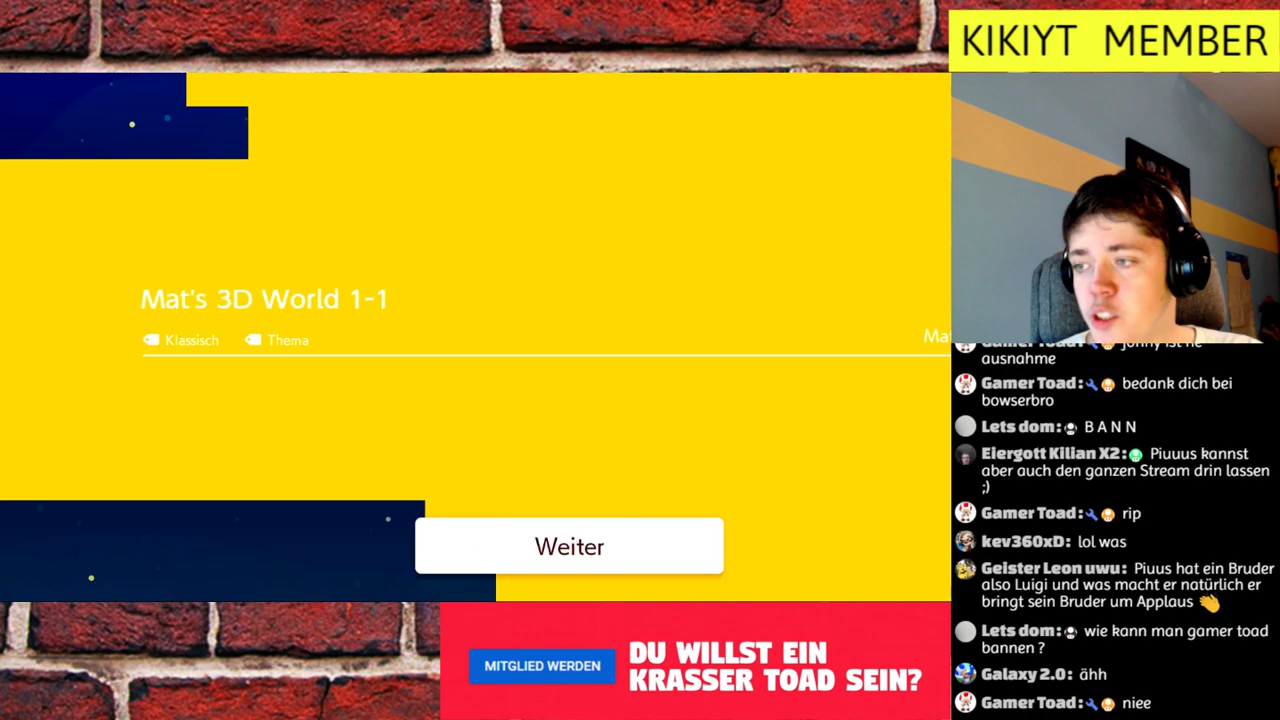 KIKIYT MEMBER
Mat's 3D World 1-1
Klassisch Thema
Weiter
MITGLIED WERDEN
DU WILLST EIN
KRASSER TOAD SEIN?
ausnahme
Gamer Toad: bedank dich bei
bowserbro
Lets dom: B A N N
Eiergott Kilian X2: Piuuus kannst
aber auch den ganzen Stream drin lassen
;)
Gamer Toad: rip
kev360xD: lol was
Geister Leon uwu: Piuus hat ein Bruder
also Luigi und was macht er natürlich er
bringt sein Bruder um Applaus 👏
Lets dom: wie kann man gamer toad
bannen ?
Galaxy 2.0: ähh
Gamer Toad: niee